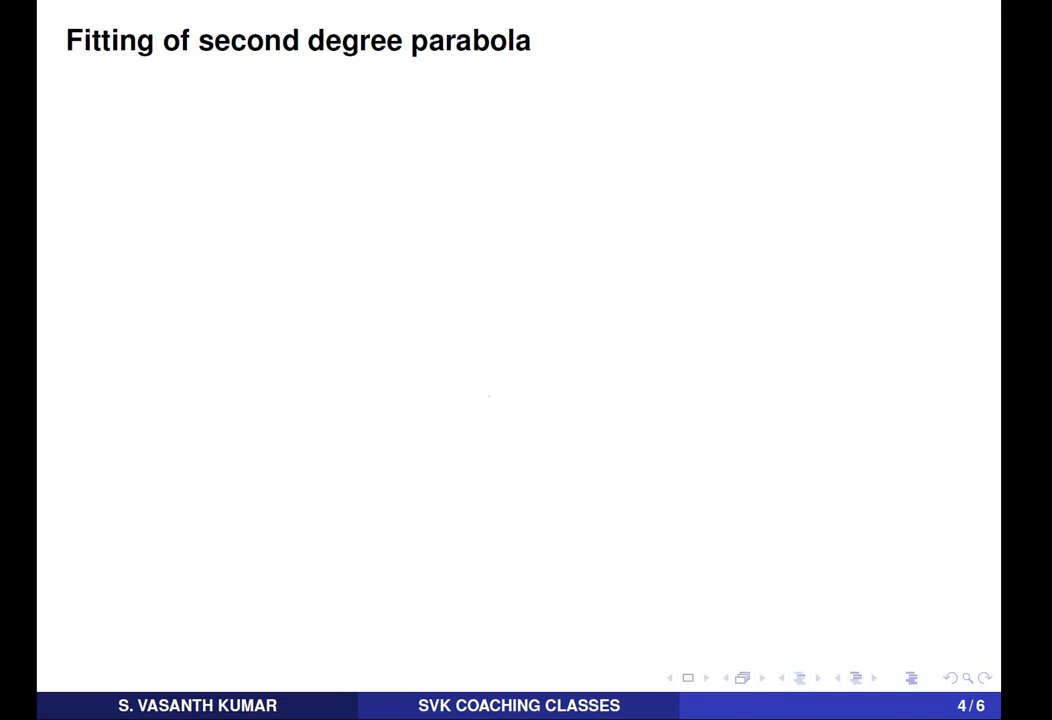 Fitting of second degree parabola
S. VASANTH KUMAR SVK COACHING CLASSES 4 / 6